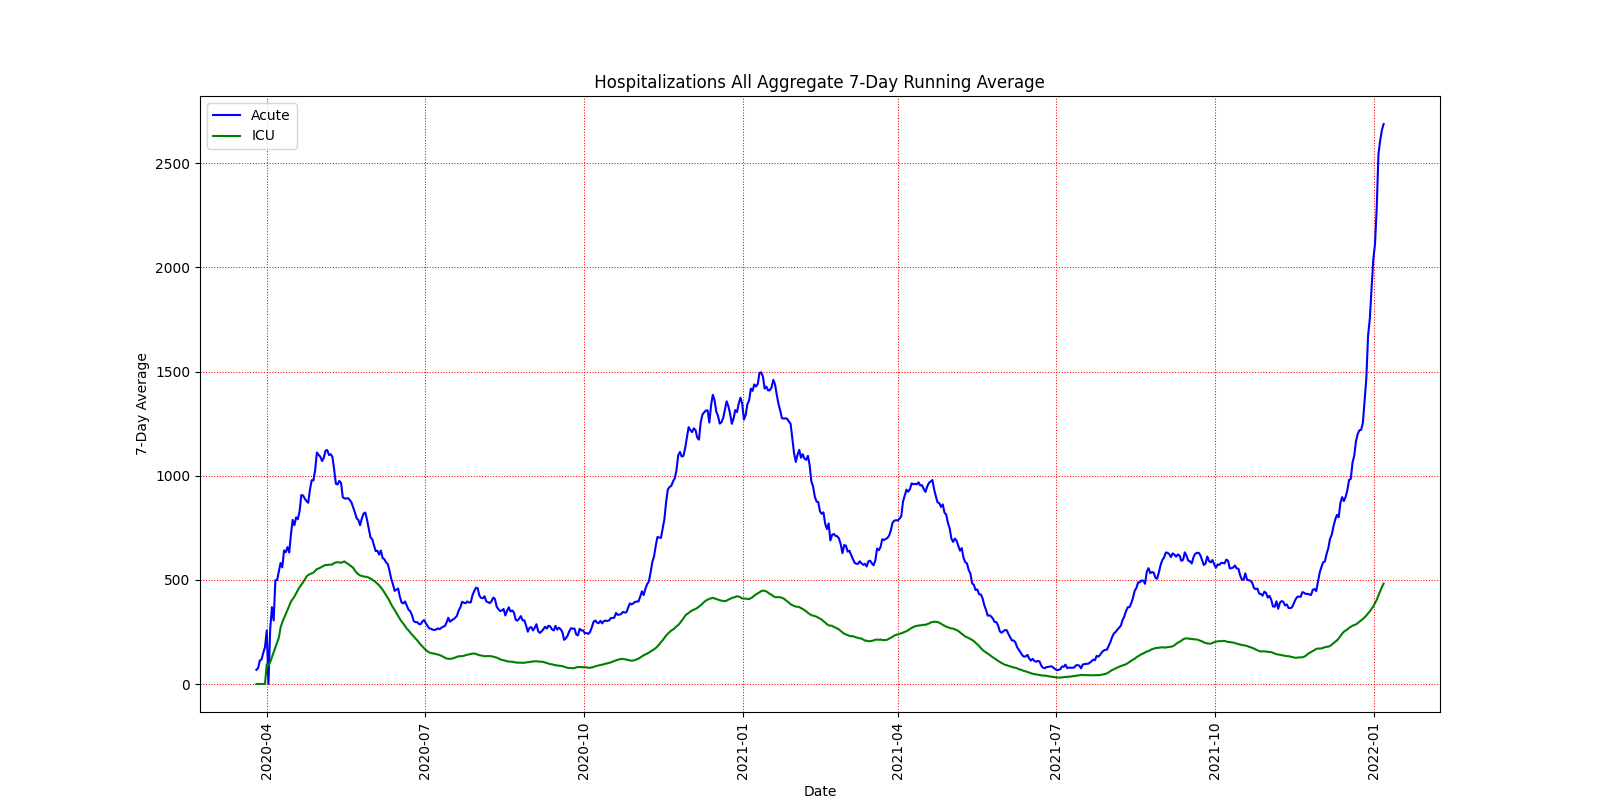 Hospitalizations All Aggregate 7-Day Running Average
Acute
ICU
7-Day Average
2500
2000
1500
1000
500
0
2020-04
2020-07
2020-10
2021-01
2021-04
2021-07
2021-10
2022-01
Date